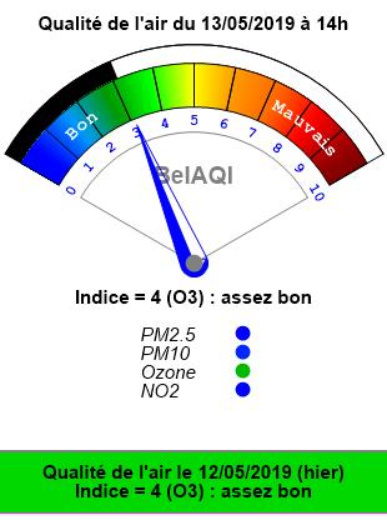 Qualité de l'air du 13/05/2019 à 14h
Bon
Mauvais
0 1 2 3 4 5 6 7 8 9 10
BelAQI
Indice = 4 (O3) : assez bon
PM2.5
PM10
Ozone
NO2
Qualité de l'air le 12/05/2019 (hier)
Indice = 4 (O3) : assez bon